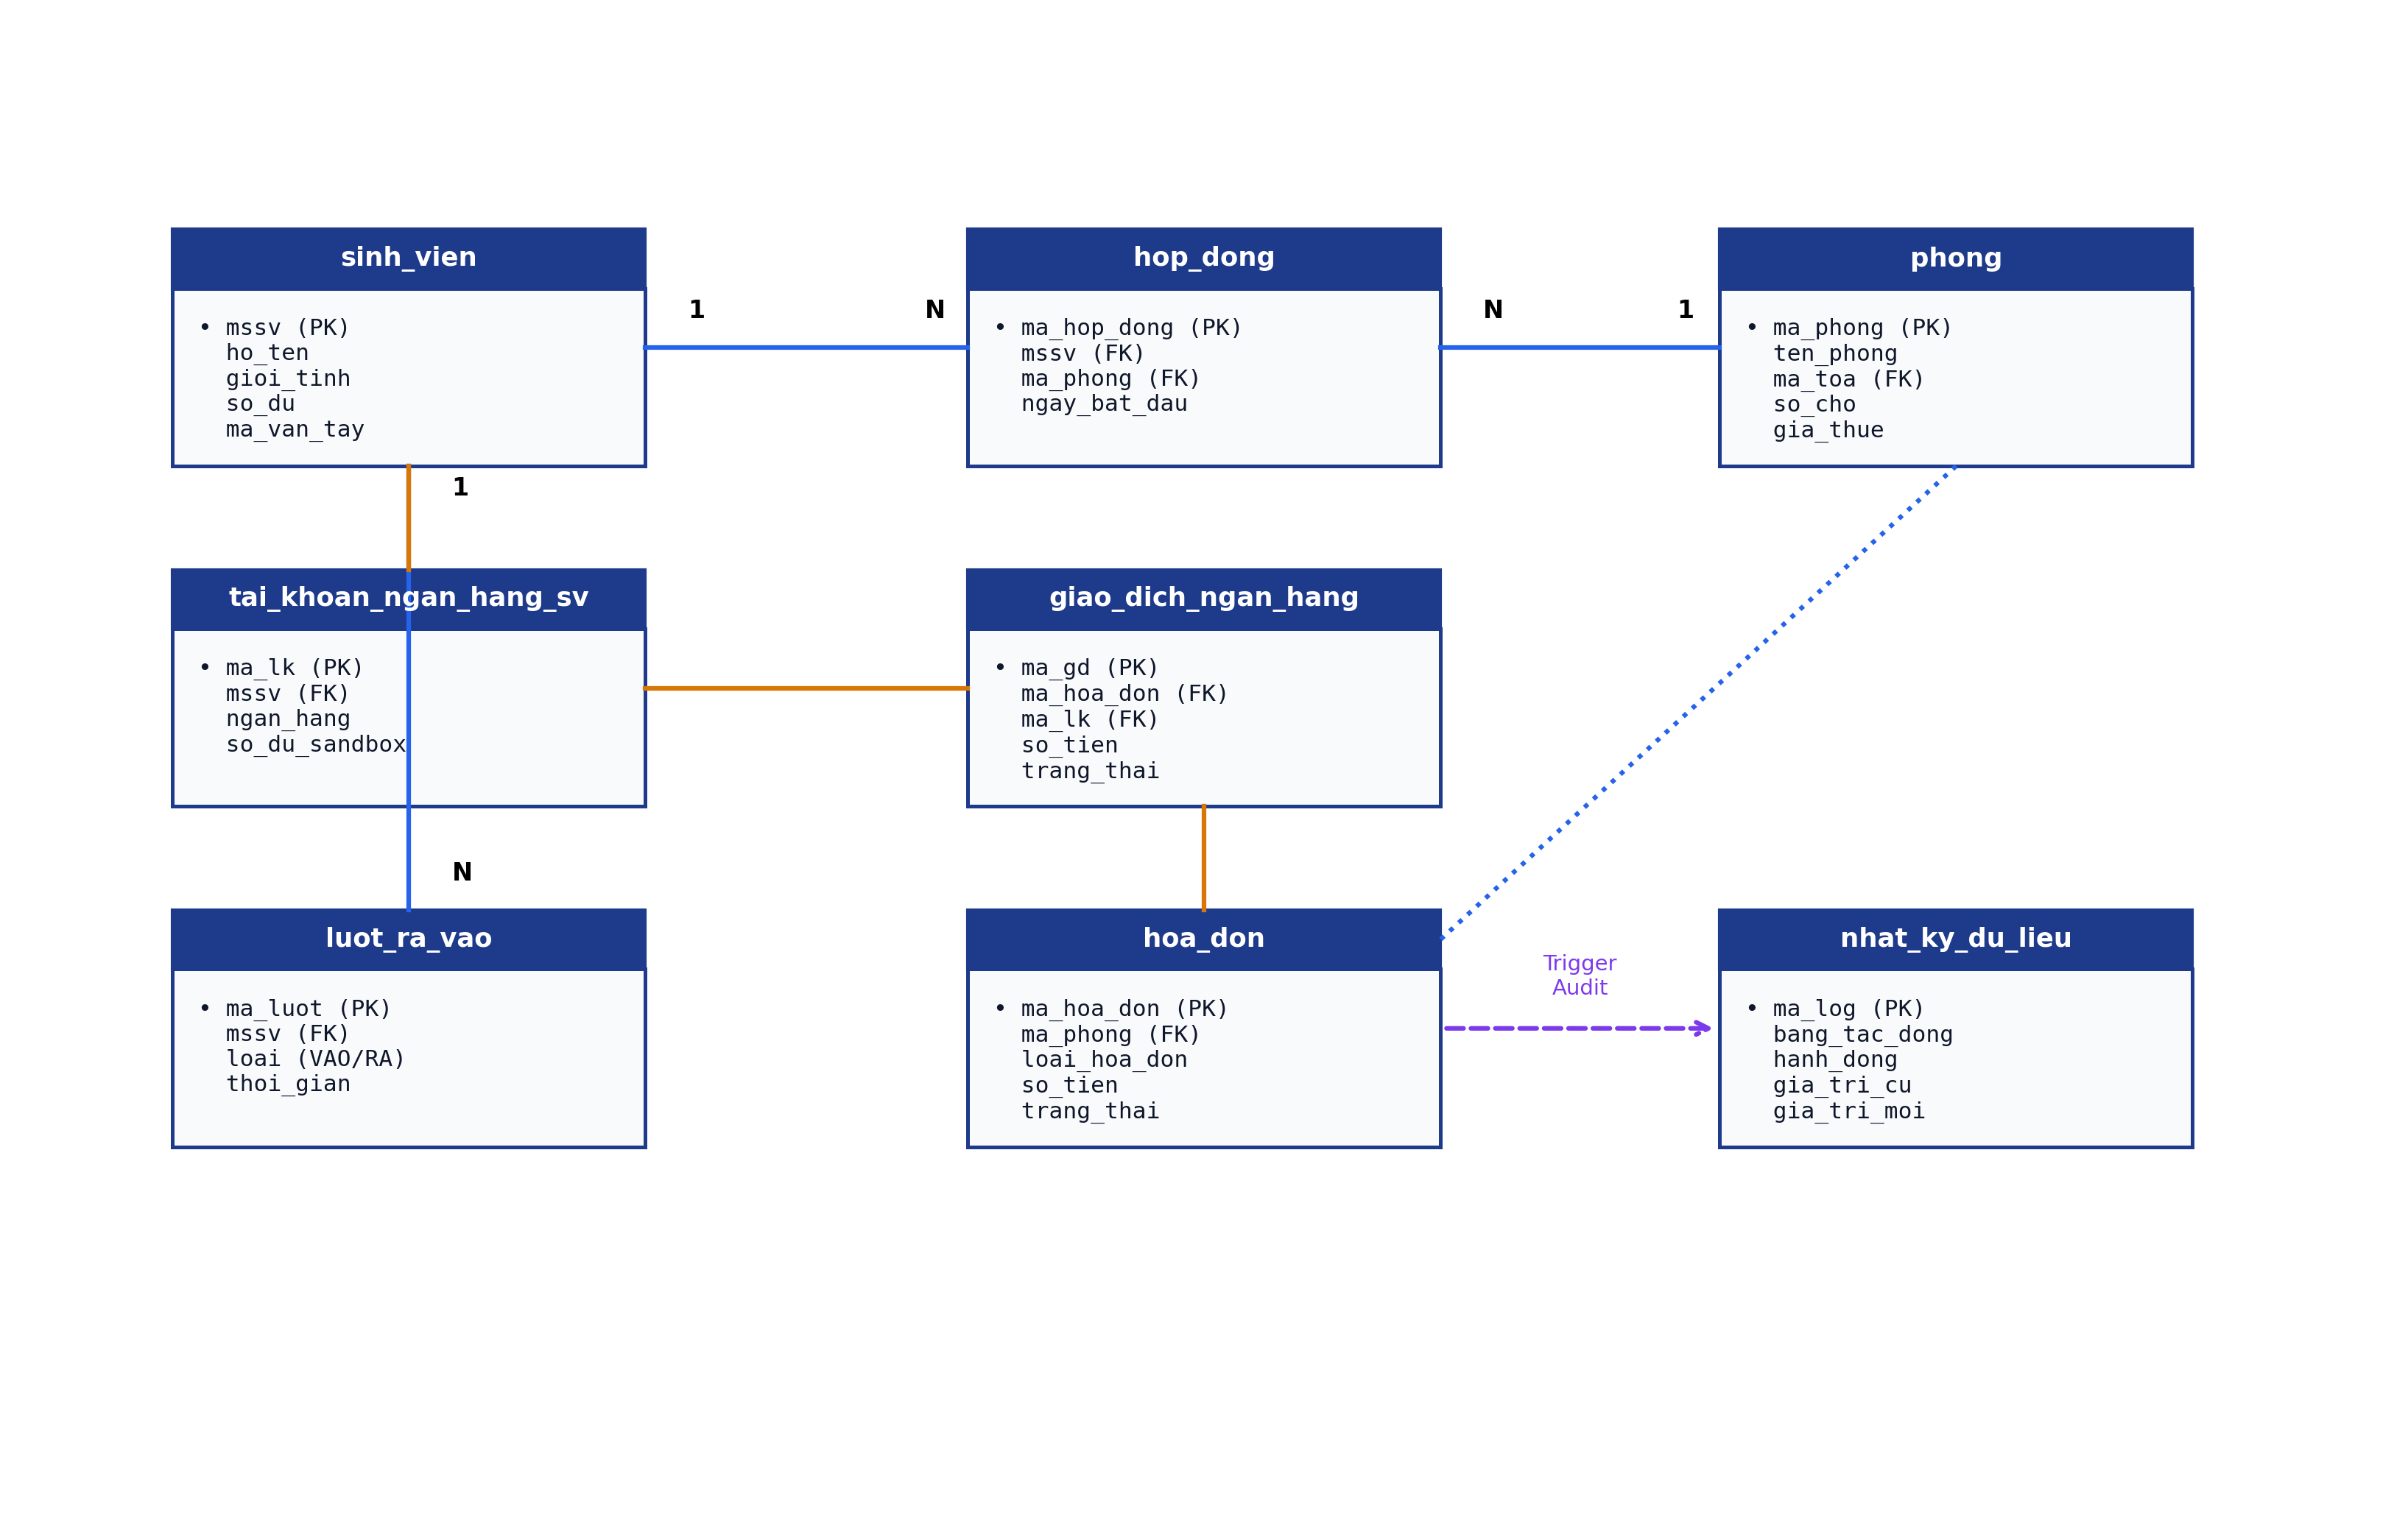 sinh_vien
• mssv (PK)
ho_ten
gioi_tinh
so_du
ma_van_tay
1
N
hop_dong
• ma_hop_dong (PK)
mssv (FK)
ma_phong (FK)
ngay_bat_dau
N
1
phong
• ma_phong (PK)
ten_phong
ma_toa (FK)
so_cho
gia_thue
1
tai_khoan_ngan_hang_sv
• ma_lk (PK)
mssv (FK)
ngan_hang
so_du_sandbox
giao_dich_ngan_hang
• ma_gd (PK)
ma_hoa_don (FK)
ma_lk (FK)
so_tien
trang_thai
N
luot_ra_vao
• ma_luot (PK)
mssv (FK)
loai (VAO/RA)
thoi_gian
hoa_don
• ma_hoa_don (PK)
ma_phong (FK)
loai_hoa_don
so_tien
trang_thai
Trigger
Audit
nhat_ky_du_lieu
• ma_log (PK)
bang_tac_dong
hanh_dong
gia_tri_cu
gia_tri_moi